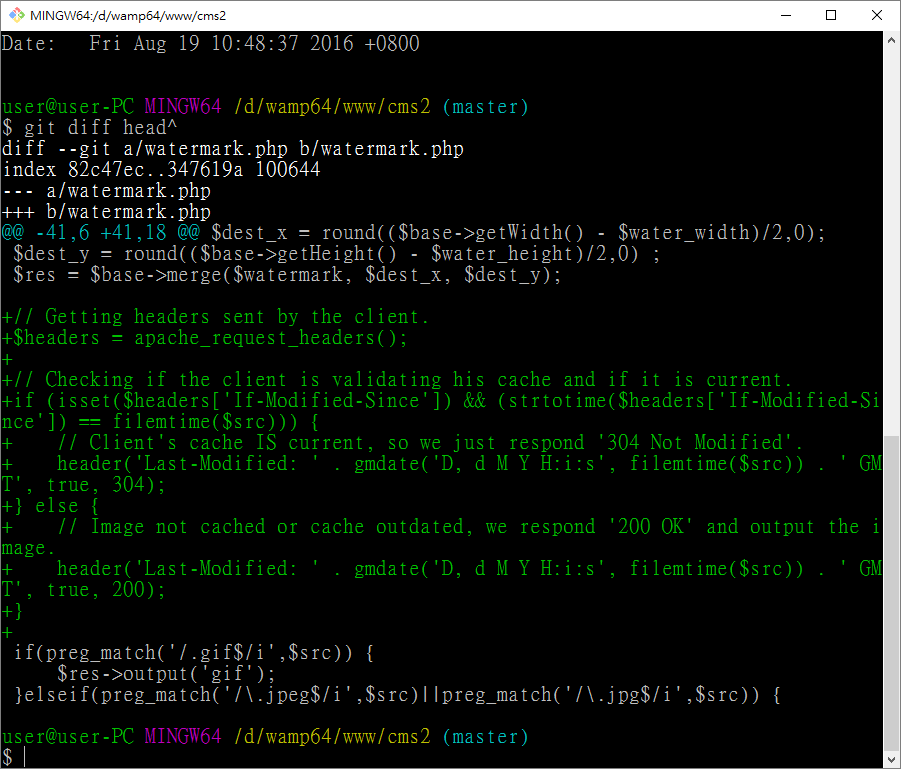 MINGW64:/d/wamp64/www/cms2
Date:   Fri Aug 19 10:48:37 2016 +0800
user@user-PC MINGW64 /d/wamp64/www/cms2 (master)
$ git diff head^
diff --git a/watermark.php b/watermark.php
index 82c47ec..347619a 100644
--- a/watermark.php
+++ b/watermark.php
@@ -41,6 +41,18 @@ $dest_x = round(($base->getWidth() - $water_width)/2,0);
 $dest_y = round(($base->getHeight() - $water_height)/2,0) ;
 $res = $base->merge($watermark, $dest_x, $dest_y);
+// Getting headers sent by the client.
+$headers = apache_request_headers();
+
+// Checking if the client is validating his cache and if it is current.
+if (isset($headers['If-Modified-Since']) && (strtotime($headers['If-Modified-Si
nce']) == filemtime($src))) {
+    // Client's cache IS current, so we just respond '304 Not Modified'.
+    header('Last-Modified: ' . gmdate('D, d M Y H:i:s', filemtime($src)) . ' GM
T', true, 304);
+} else {
+    // Image not cached or cache outdated, we respond '200 OK' and output the i
mage.
+    header('Last-Modified: ' . gmdate('D, d M Y H:i:s', filemtime($src)) . ' GM
T', true, 200);
+}
+
 if(preg_match('/.gif$/i',$src)) {
     $res->output('gif');
 }elseif(preg_match('/\.jpeg$/i',$src)||preg_match('/\.jpg$/i',$src)) {
user@user-PC MINGW64 /d/wamp64/www/cms2 (master)
$